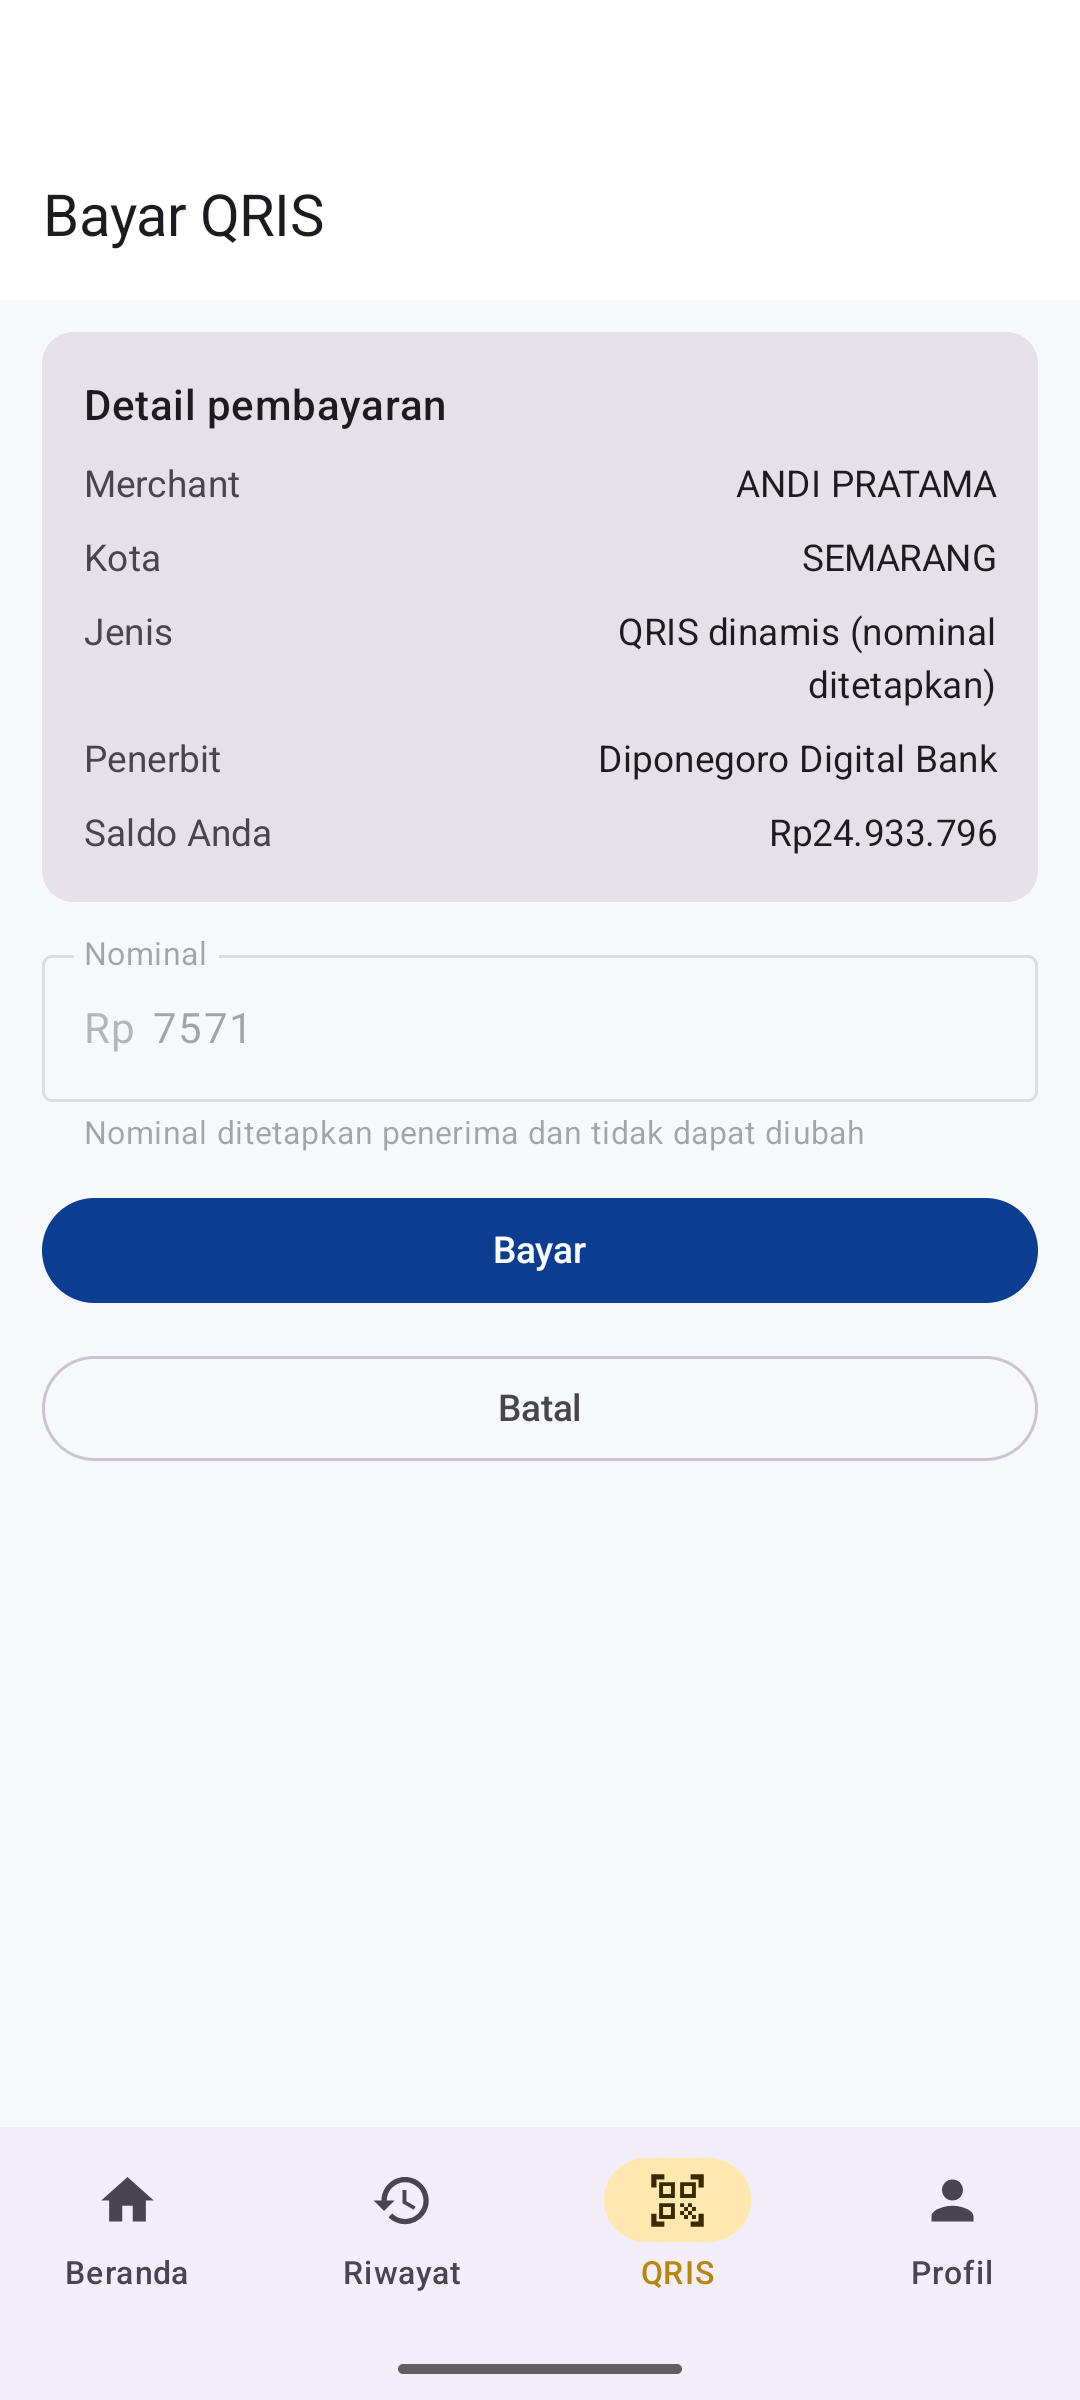 Bayar QRIS
Detail pembayaran
Merchant ANDI PRATAMA
Kota SEMARANG
Jenis QRIS dinamis (nominal
ditetapkan)
Penerbit Diponegoro Digital Bank
Saldo Anda Rp24.933.796
Nominal
Rp 7571
Nominal ditetapkan penerima dan tidak dapat diubah
Bayar
Batal
Beranda Riwayat QRIS Profil